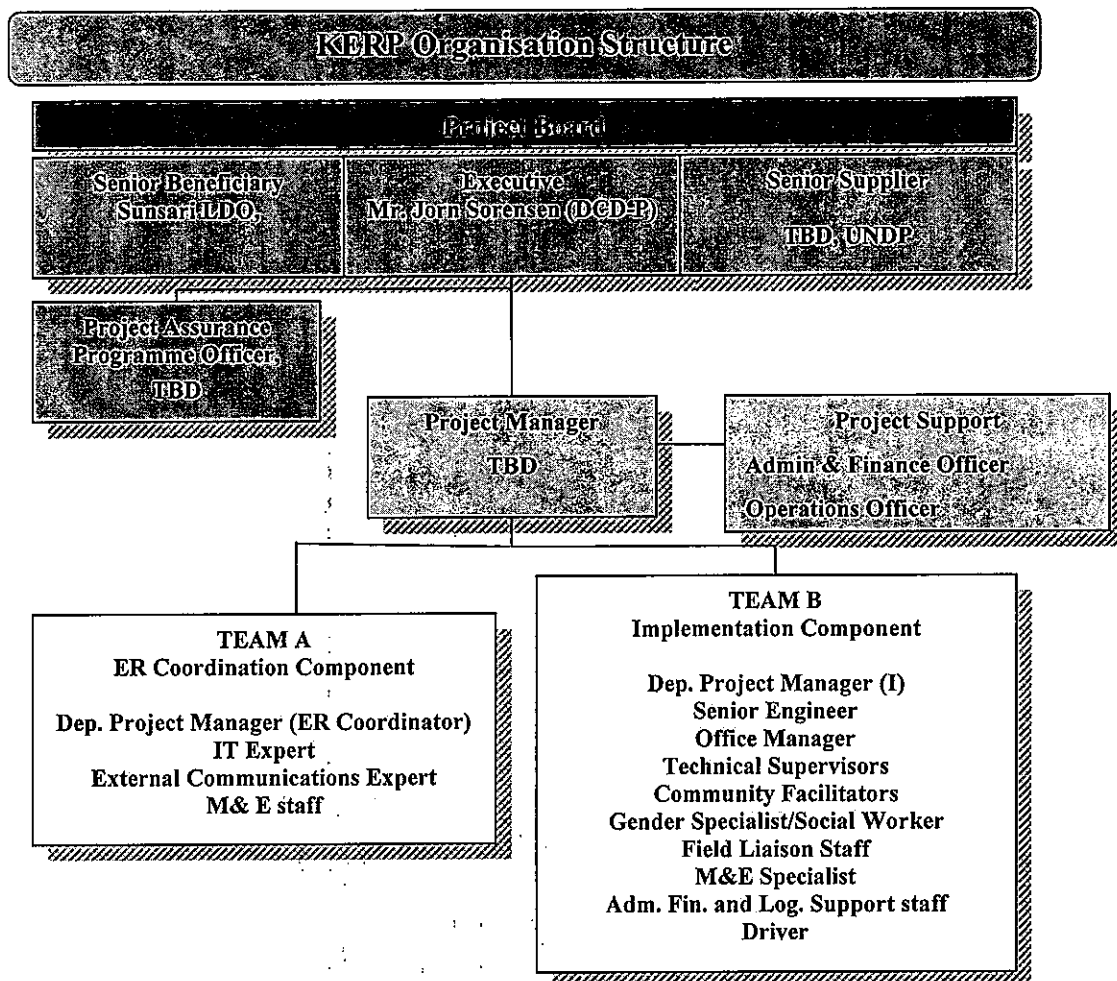 KERP Organisation Structure
Project Board
Senior Beneficiary
Sunsari LDO,
Executive
Mr. Jorn Sorensen (DCD-P)
Senior Supplier
TBD, UNDP
Project Assurance
Programme Officer,
TBD
Project Manager
TBD
Project Support
Admin & Finance Officer
Operations Officer
TEAM A
ER Coordination Component
Dep. Project Manager (ER Coordinator)
IT Expert
External Communications Expert
M& E staff
TEAM B
Implementation Component
Dep. Project Manager (I)
Senior Engineer
Office Manager
Technical Supervisors
Community Facilitators
Gender Specialist/Social Worker
Field Liaison Staff
M&E Specialist
Adm. Fin. and Log. Support staff
Driver